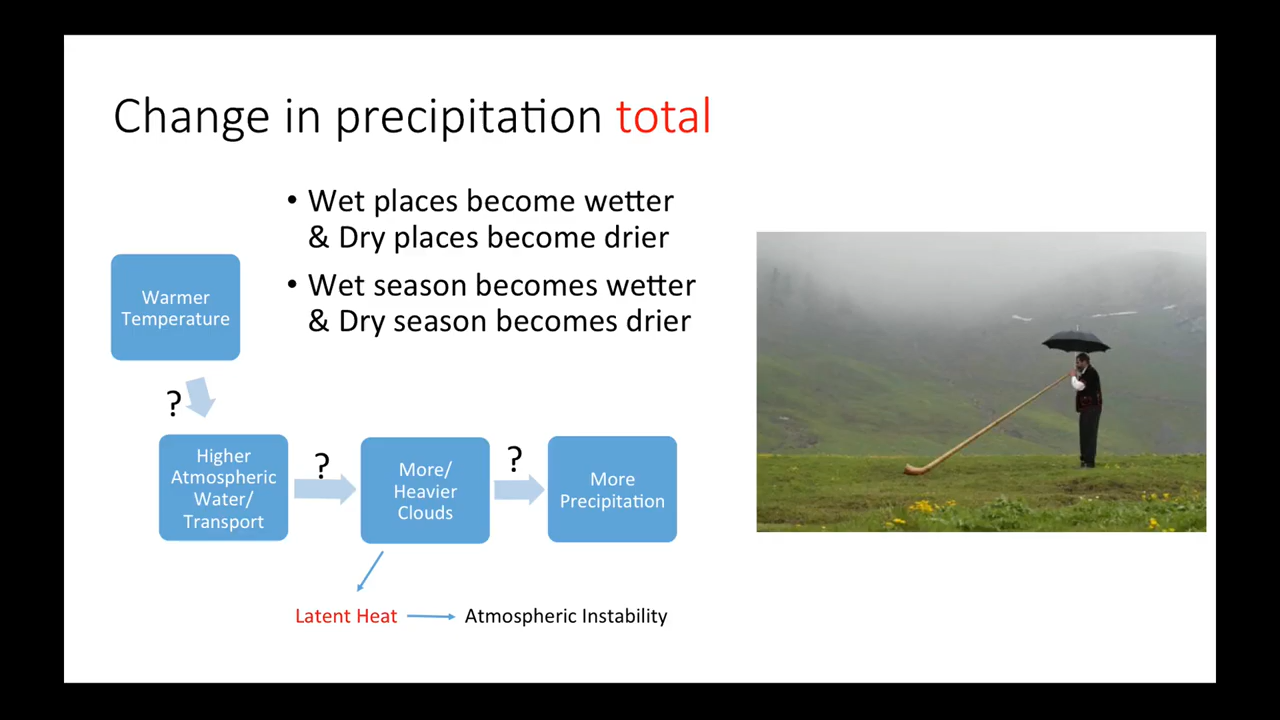 Change in precipitation total
• Wet places become wetter
& Dry places become drier
• Wet season becomes wetter
& Dry season becomes drier
Warmer
Temperature
?
Higher
Atmospheric
Water/
Transport
?
More/
Heavier
Clouds
?
More
Precipitation
Latent Heat
Atmospheric Instability